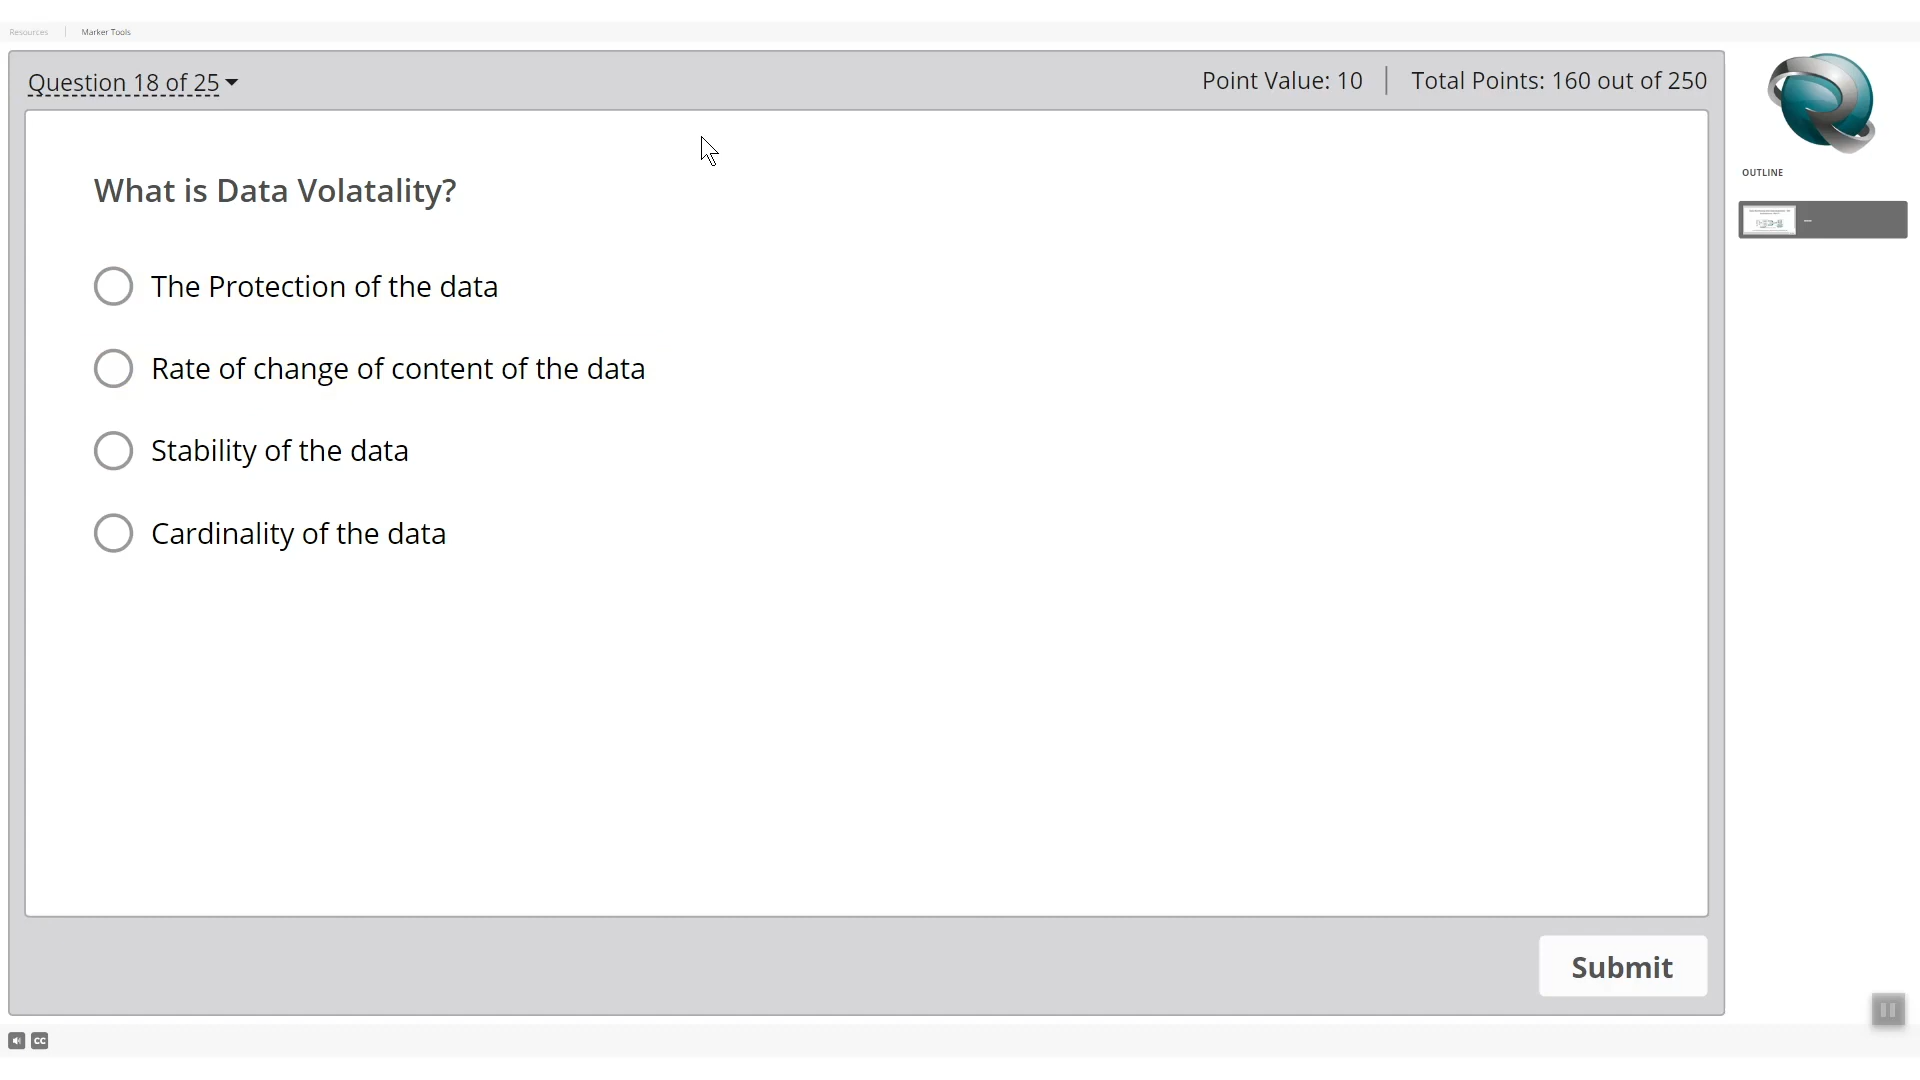 Resources
Marker Tools
Question 18 of 25
Point Value: 10
Total Points: 160 out of 250
What is Data Volatality?
The Protection of the data
Rate of change of content of the data
Stability of the data
Cardinality of the data
OUTLINE
Submit
CC